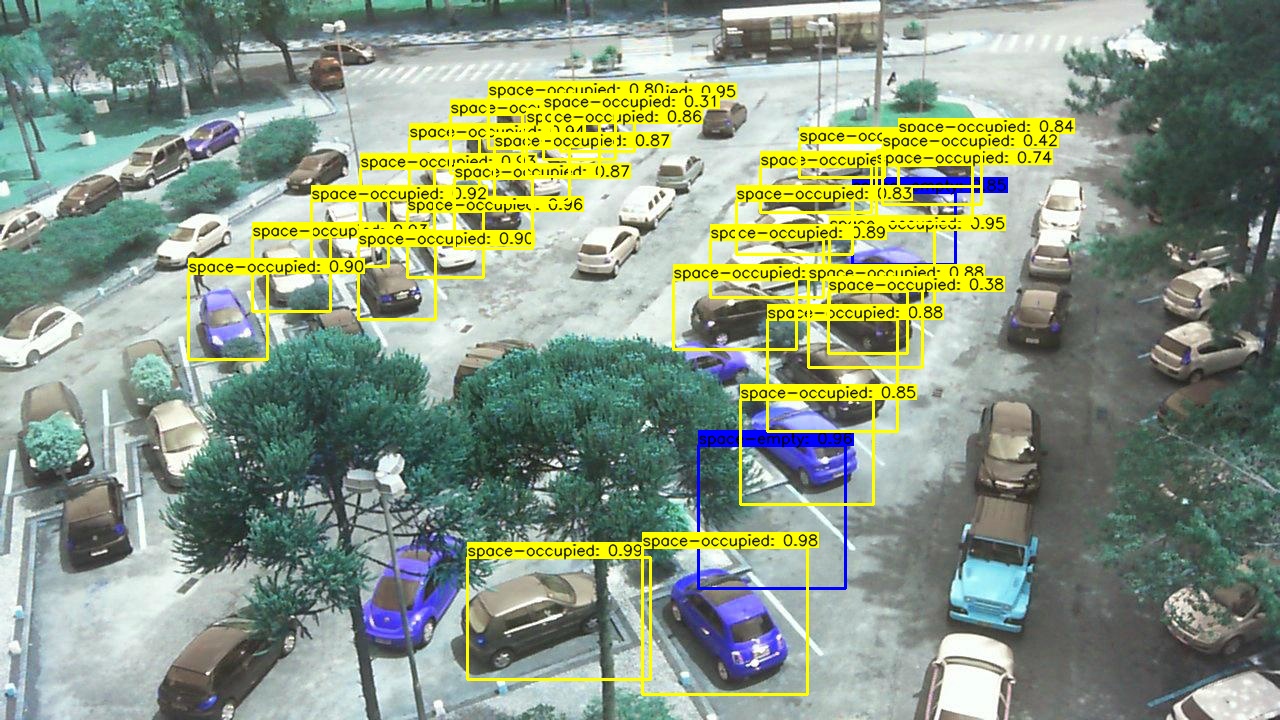 space-occupied: 0.80
ied: 0.95
space-occupied: 0.31
space-occ
space-occupied: 0.86
space-occupied: 0.84
space-occ
0.94
space-occupied: 0.87
0.42
space-occupied: 0.74
space-occupied: 0.87
0.83
space-occupied: 0.92
space-occupied: 0.96
space-occupied: 0.95
space-occup
space-occupied: 0.90
space-occupied: 0.89
space-occupied: 0.90
space-occupied:
space-occupied: 0.88
space-occupied: 0.38
space-occupied: 0.88
space-occupied: 0.85
space-empty: 0.96
space-occupied: 0.98
space-occupied: 0.99